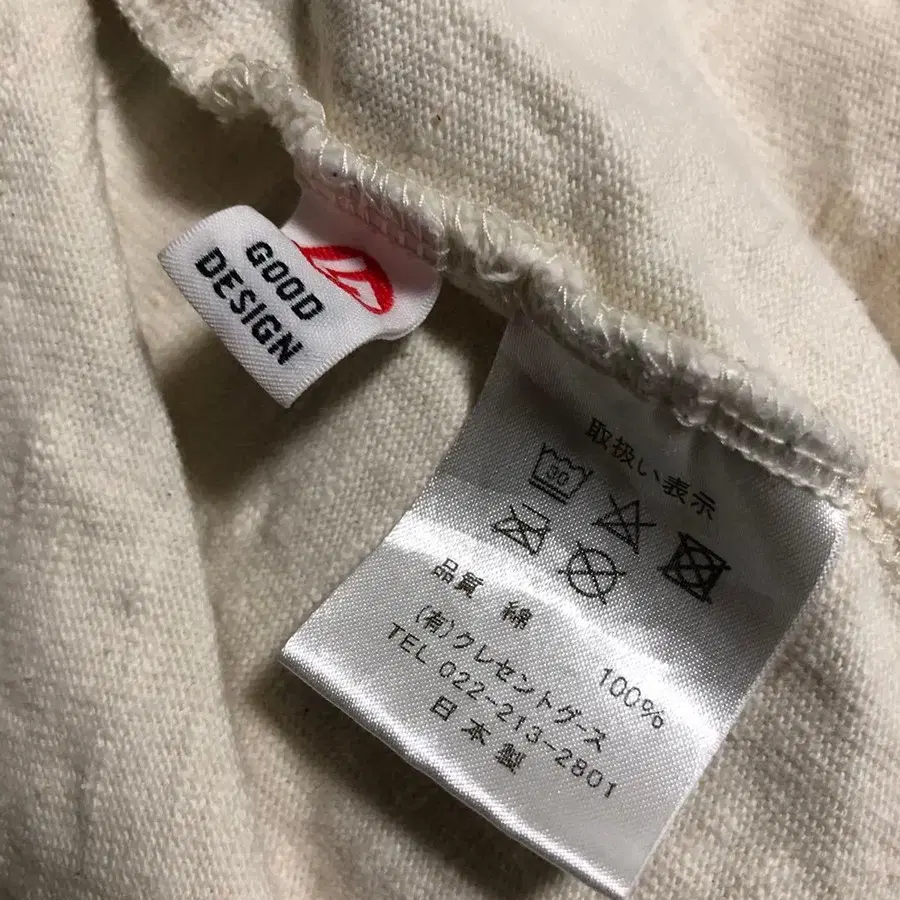 GOOD
DESIGN
取扱い表示
30
品質 綿 100%
(有)クレセントグース
TEL 022-213-2801
日本製